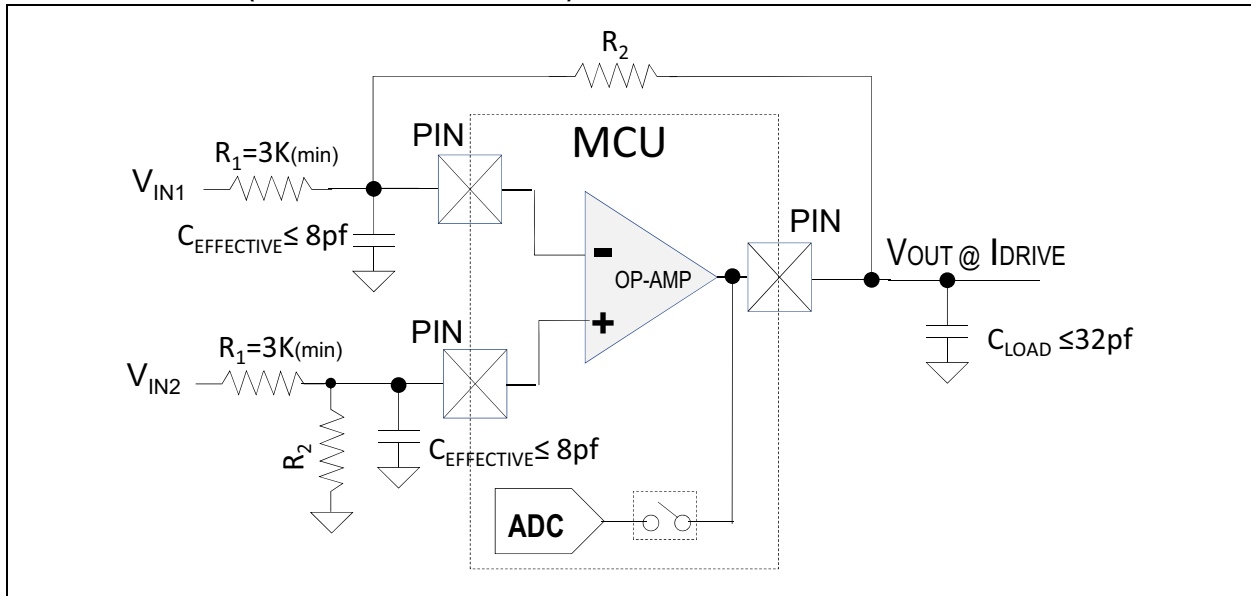 R2
MCU
PIN
R1=3K(min)
VIN1
CEFFECTIVE≤ 8pf
PIN
-
OP-AMP
VOUT @ IDRIVE
+
PIN
CLOAD ≤32pf
R1=3K(min)
VIN2
R2
CEFFECTIVE≤ 8pf
ADC